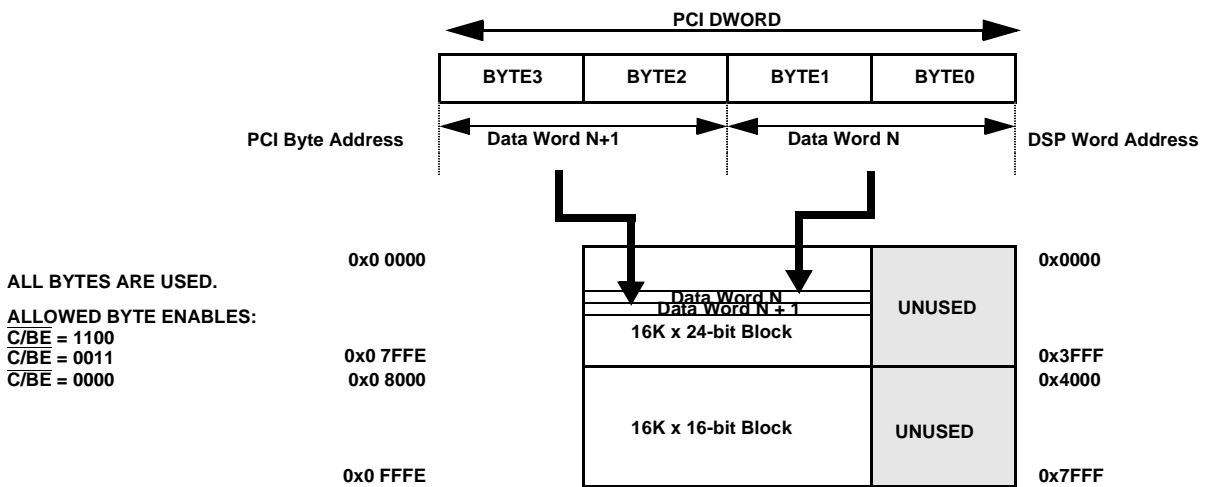 PCI DWORD
BYTE3 BYTE2 BYTE1 BYTE0
PCI Byte Address Data Word N+1 Data Word N DSP Word Address
0x0 0000 0x0000
ALL BYTES ARE USED.
Data Word N
Data Word N + 1
UNUSED
ALLOWED BYTE ENABLES:
16K x 24-bit Block
C/BE = 1100
C/BE = 0011 0x0 7FFE 0x3FFF
C/BE = 0000 0x0 8000 0x4000
16K x 16-bit Block UNUSED
0x0 FFFE 0x7FFF